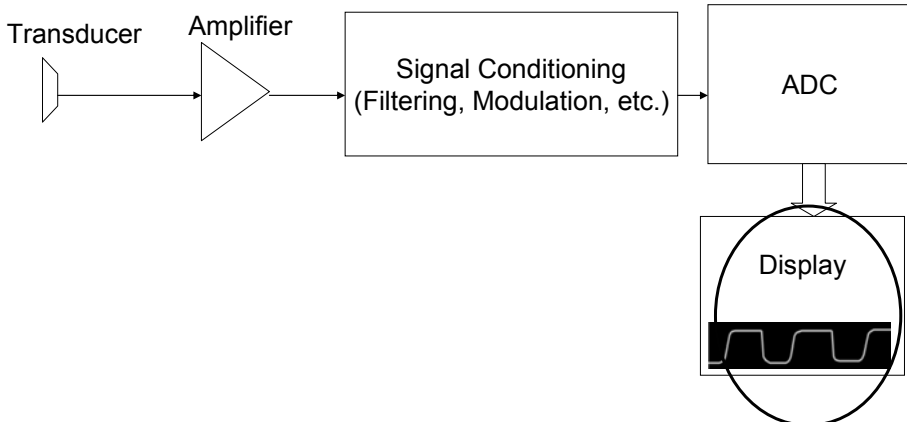 Transducer
Amplifier
Signal Conditioning
(Filtering, Modulation, etc.)
ADC
Display